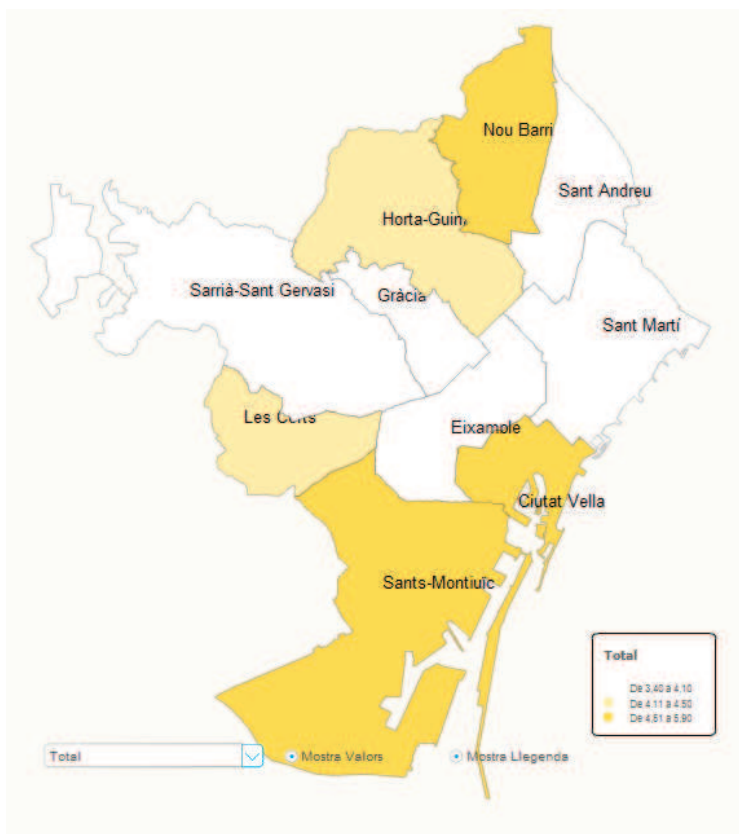 Nou Barri
Sant Andreu
Horta-Guin
Sarrià-Sant Gervasi
Gràcia
Sant Martí
Les Corts
Eixample
Ciutat Vella
Sants-Montjuïc
Total
De 3,40 a 4,10
De 4,11 a 4,50
De 4,51 a 5,90
Total
Mostra Valors
Mostra Llegenda